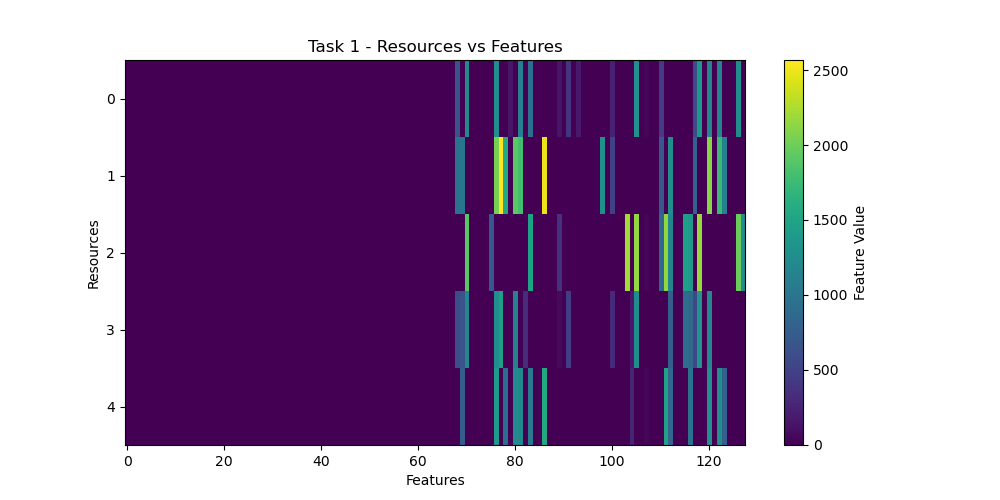 Task 1 - Resources vs Features
Resources
0
1
2
3
4
0 20 40 60 80 100 120
Features
2500
2000
1500
1000
500
0
Feature Value